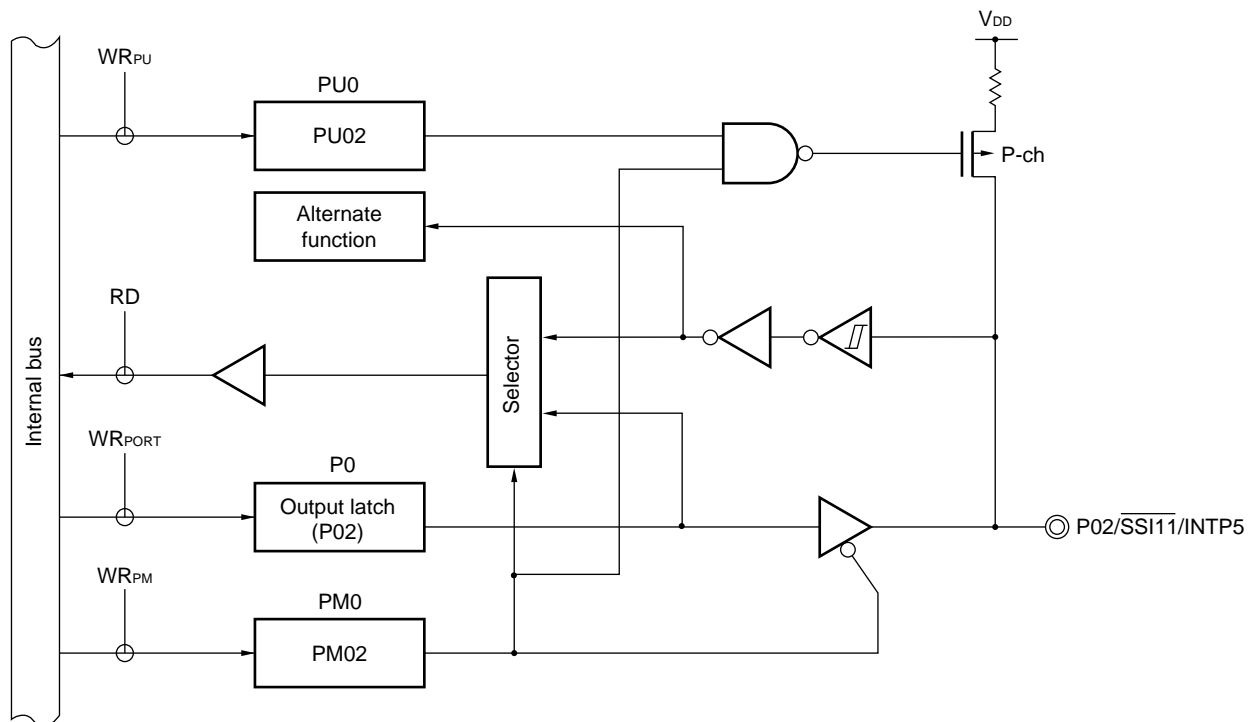 VDD
WRPU
PU0
PU02
P-ch
Alternate
function
RD
Selector
Internal bus
WRPORT
P0
Output latch
(P02)
P02/SSI11/INTP5
WRPM
PM0
PM02